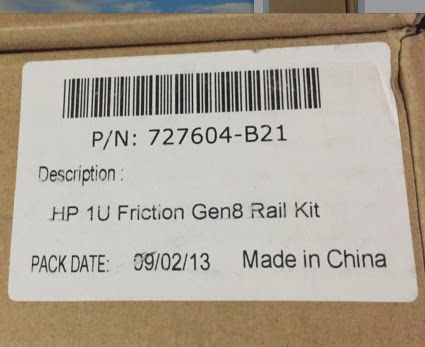 P/N: 727604-B21
Description :
HP 1U Friction Gen8 Rail Kit
PACK DATE: 09/02/13 Made in China